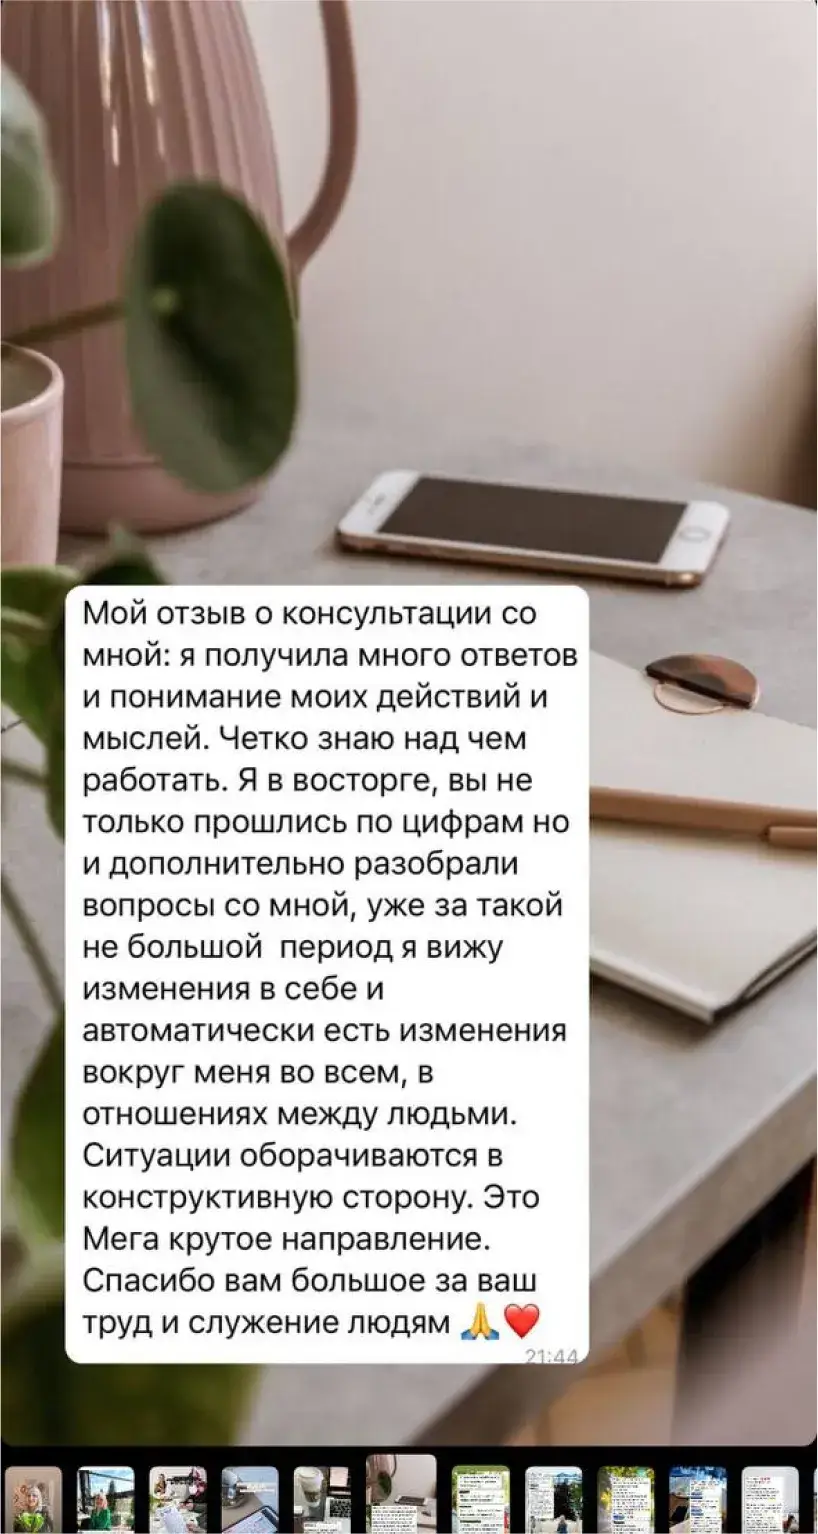 Мой отзыв о консультации со
мной: я получила много ответов
и понимание моих действий и
мыслей. Четко знаю над чем
работать. Я в восторге, вы не
только прошлись по цифрам но
и дополнительно разобрали
вопросы со мной, уже за такой
не большой  период я вижу
изменения в себе и
автоматически есть изменения
вокруг меня во всем, в
отношениях между людьми.
Ситуации оборачиваются в
конструктивную сторону. Это
Мега крутое направление.
Спасибо вам большое за ваш
труд и служение людям 🙏❤️
21:44